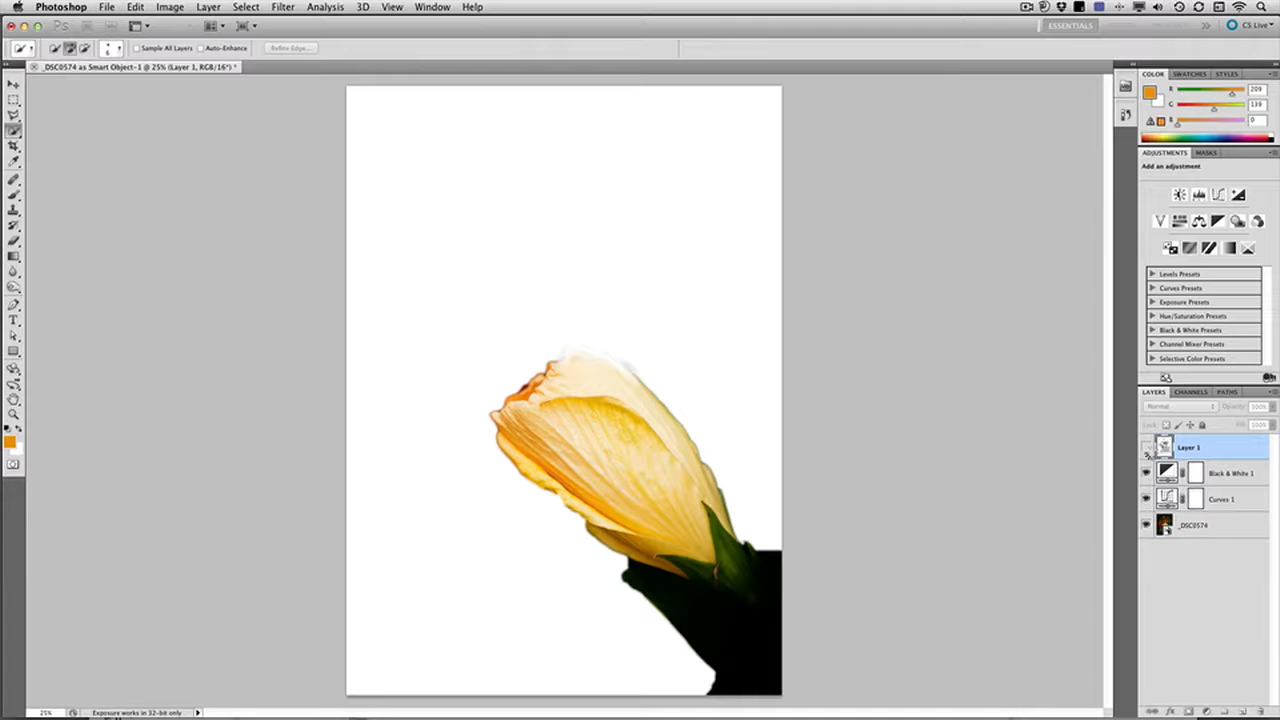 Photoshop File Edit Image Layer Select Filter Analysis 3D View Window Help
Ps ESSENTIALS CS Live
6 Sample All Layers Auto-Enhance Refine Edge...
_DSC0574 as Smart Object-1 @ 25% (Layer 1, RGB/16*) *
COLOR SWATCHES STYLES
R 209
G 139
B 0
ADJUSTMENTS MASKS
Add an adjustment
Levels Presets
Curves Presets
Exposure Presets
Hue/Saturation Presets
Black & White Presets
Channel Mixer Presets
Selective Color Presets
LAYERS CHANNELS PATHS
Normal Opacity: 100%
Lock: Fill: 100%
Layer 1
Black & White 1
Curves 1
_DSC0574
25% Exposure works in 32-bit only